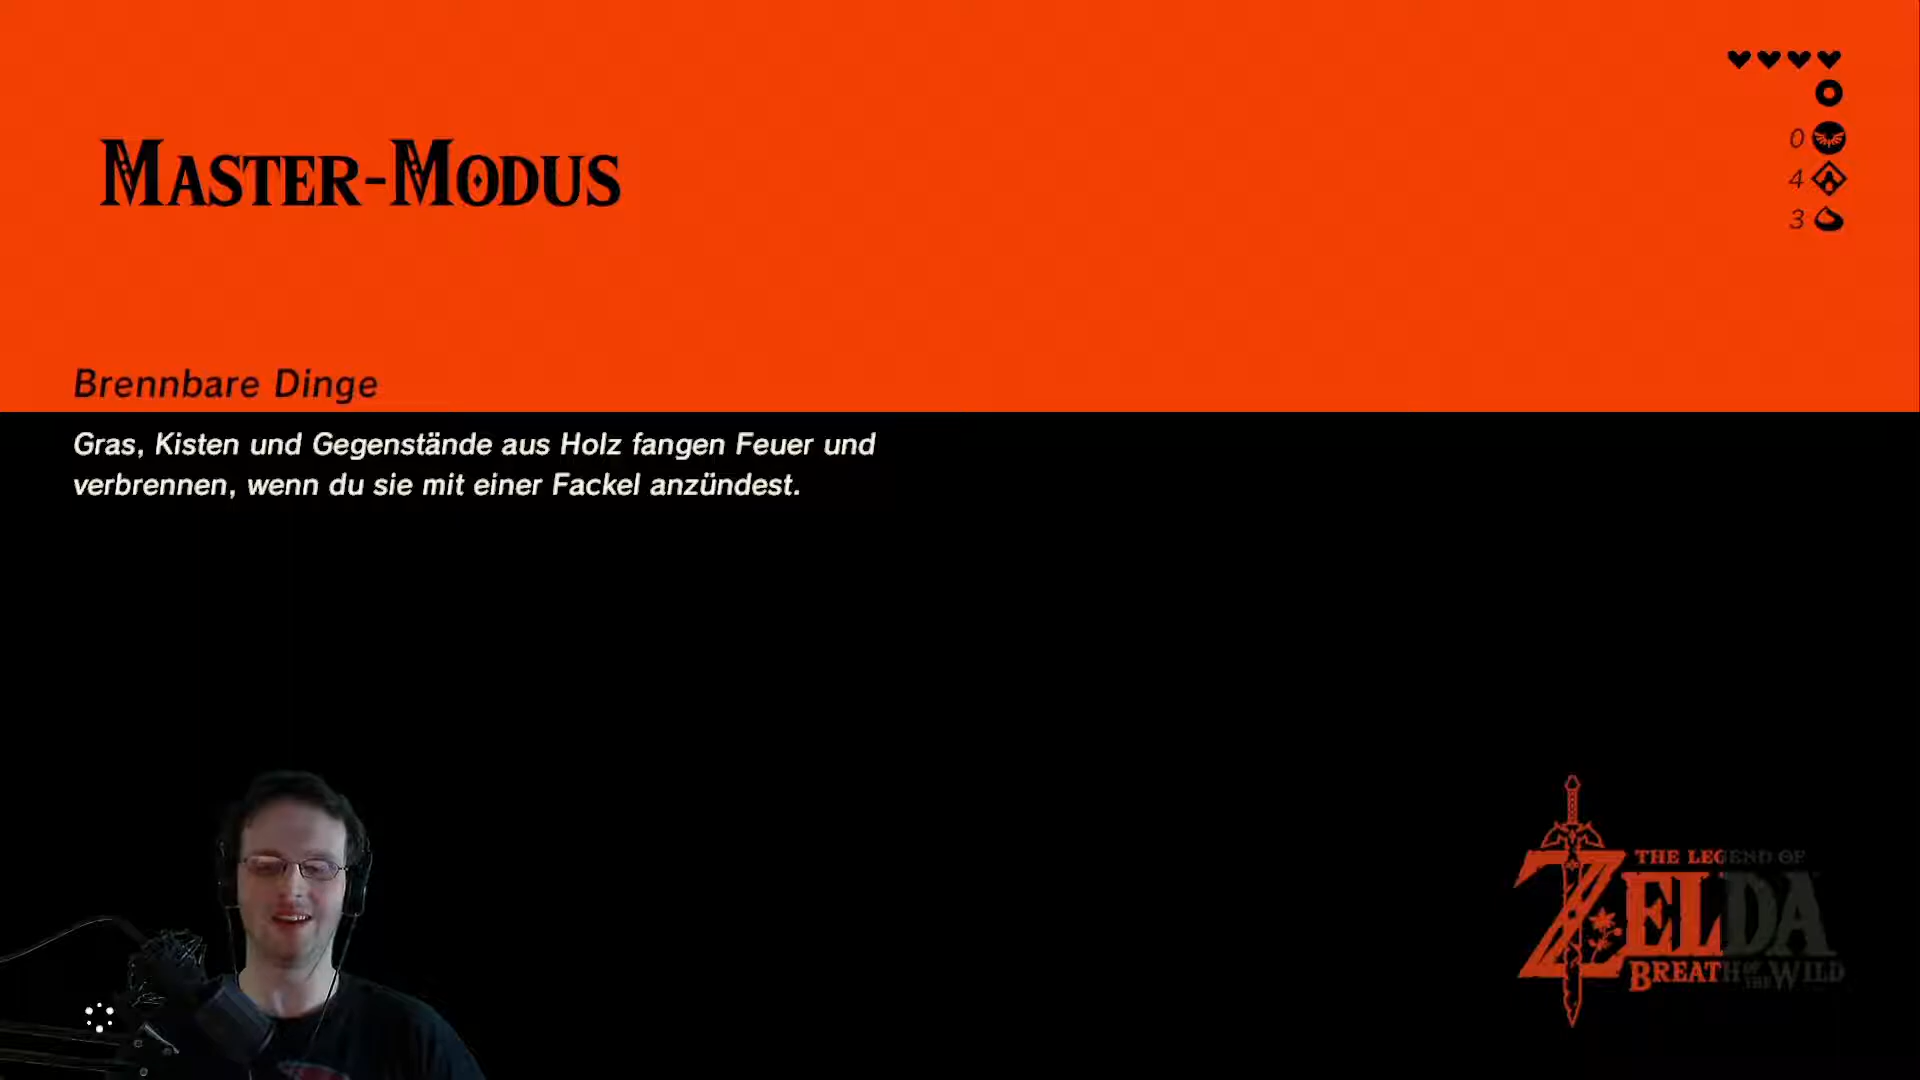 MASTER-MODUS
0
4
3
Brennbare Dinge
Gras, Kisten und Gegenstände aus Holz fangen Feuer und
verbrennen, wenn du sie mit einer Fackel anzündest.
THE LEGEND OF
ZELDA
BREATH OF THE WILD